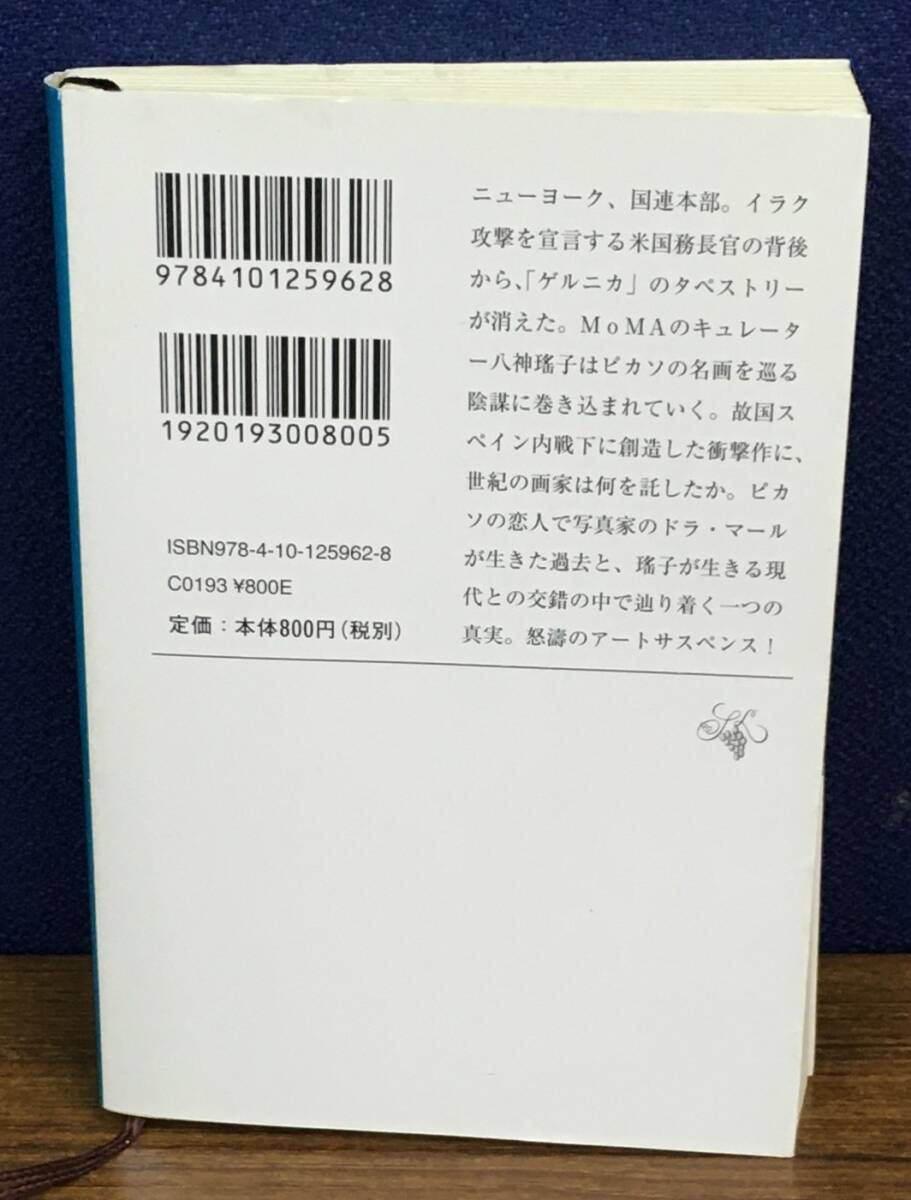 9784101259628
1920193008005
ISBN978-4-10-125962-8
C0193 ¥800E
定価：本体800円(税別)
ニューヨーク、国連本部。イラク
攻撃を宣言する米国務長官の背後
から、「ゲルニカ」のタペストリー
が消えた。MoMAのキュレータ
ー八神瑤子はピカソの名画を巡る
陰謀に巻き込まれていく。故国ス
ペイン内戦下に創造した衝撃作に、
世紀の画家は何を託したか。ピカ
ソの恋人で写真家のドラ・マール
が生きた過去と、瑤子が生きる現
代との交錯の中で辿り着く一つの
真実。怒濤のアートサスペンス！